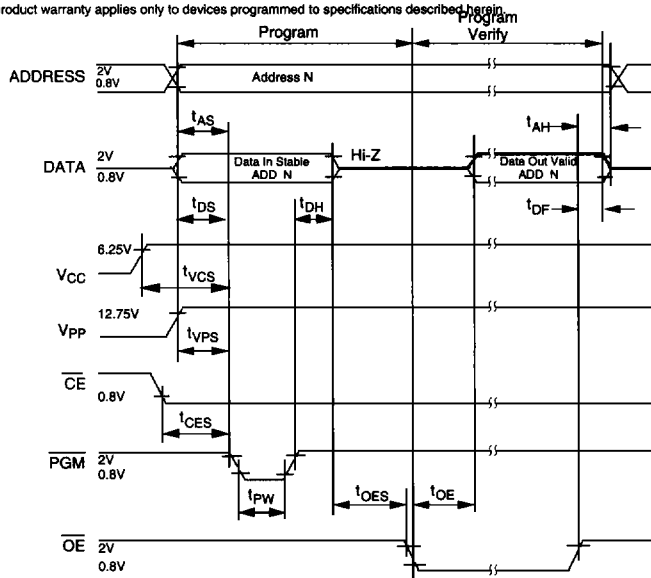 roduct warranty applies only to devices programmed to specifications described herein.
Program
Program
Verify
ADDRESS
2V
0.8V
Address N
tAS
tAH
DATA
2V
0.8V
Data In Stable
ADD N
Hi-Z
Data Out Valid
ADD N
tDS
tDH
tDF
6.25V
VCC
tVCS
12.75V
VPP
tVPS
CE
0.8V
tCES
PGM
2V
0.8V
tPW
tOES
tOE
OE
2V
0.8V